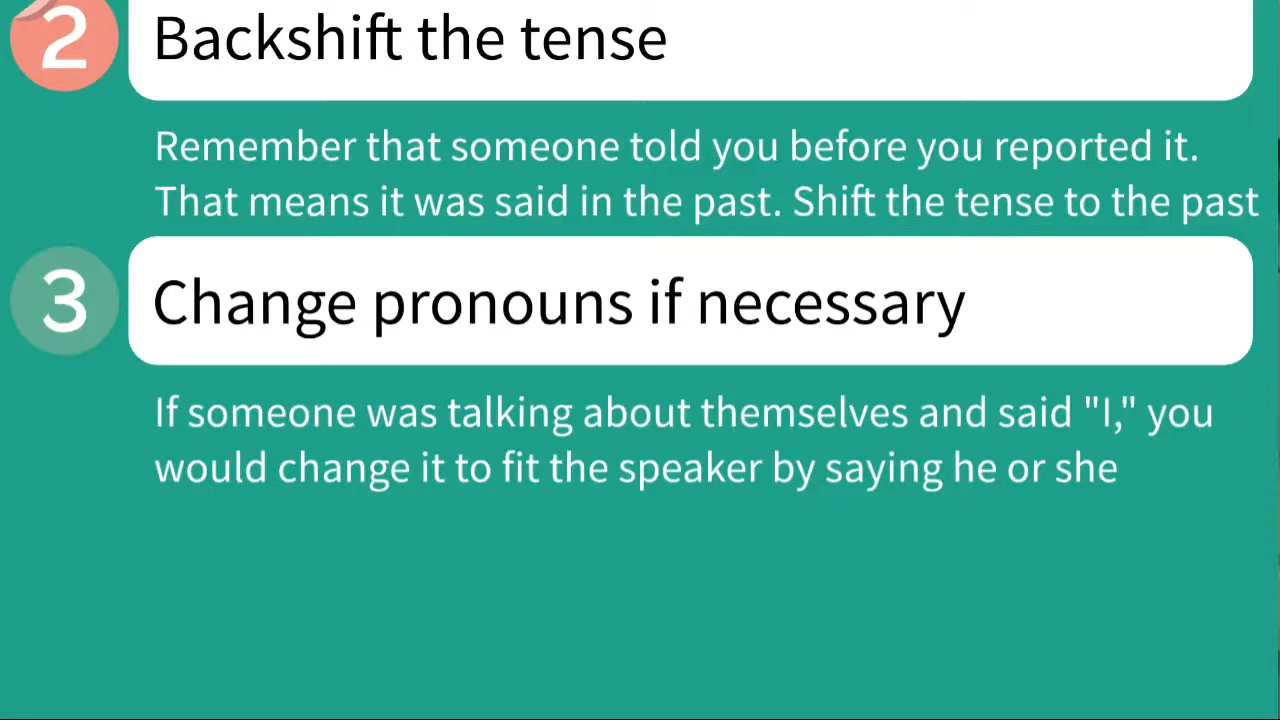 2 Backshift the tense
Remember that someone told you before you reported it.
That means it was said in the past. Shift the tense to the past
3 Change pronouns if necessary
If someone was talking about themselves and said "I," you
would change it to fit the speaker by saying he or she